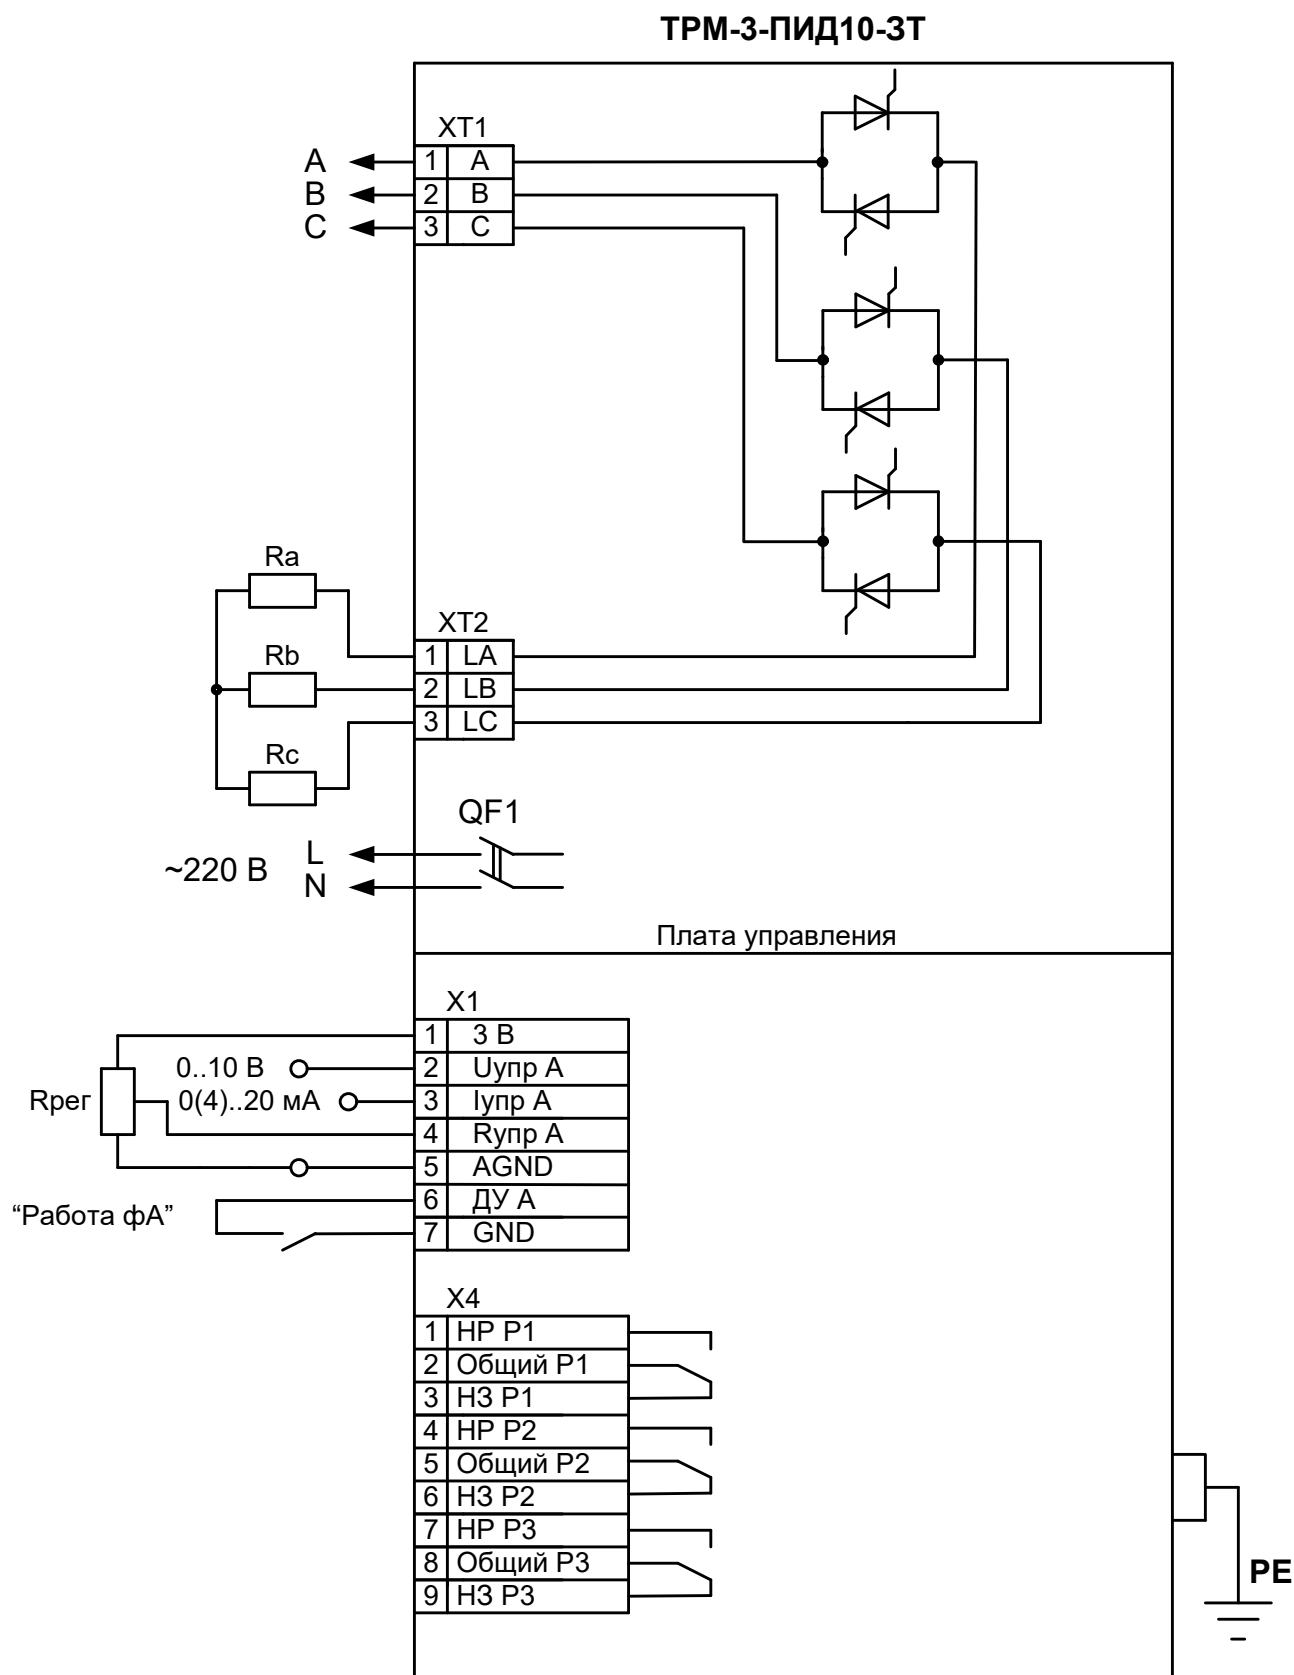 ТРМ-3-ПИД10-3Т
XT1
A 1 A
B 2 B
C 3 C
Ra
XT2
1 LA
Rb
2 LB
3 LC
Rc
QF1
~220 В
L
N
Плата управления
X1
1 3 В
0..10 В 2 Uупр А
Rрег 0(4)..20 мА 3 Iупр А
4 Rупр А
5 AGND
“Работа фА” 6 ДУ А
7 GND
X4
1 НР Р1
2 Общий Р1
3 НЗ Р1
4 НР Р2
5 Общий Р2
6 НЗ Р2
7 НР Р3
8 Общий Р3
9 НЗ Р3
PE